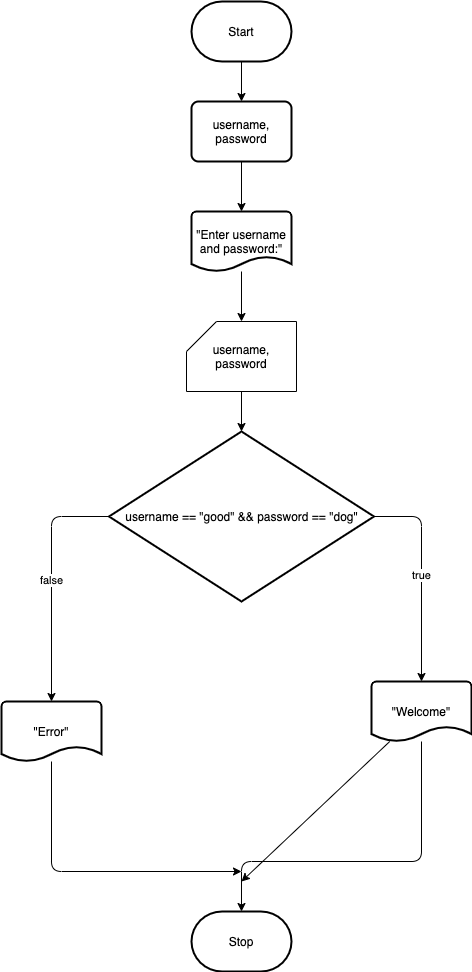 Start
username,
password
"Enter username
and password:"
username,
password
username == "good" && password == "dog"
false
true
"Error"
"Welcome"
Stop